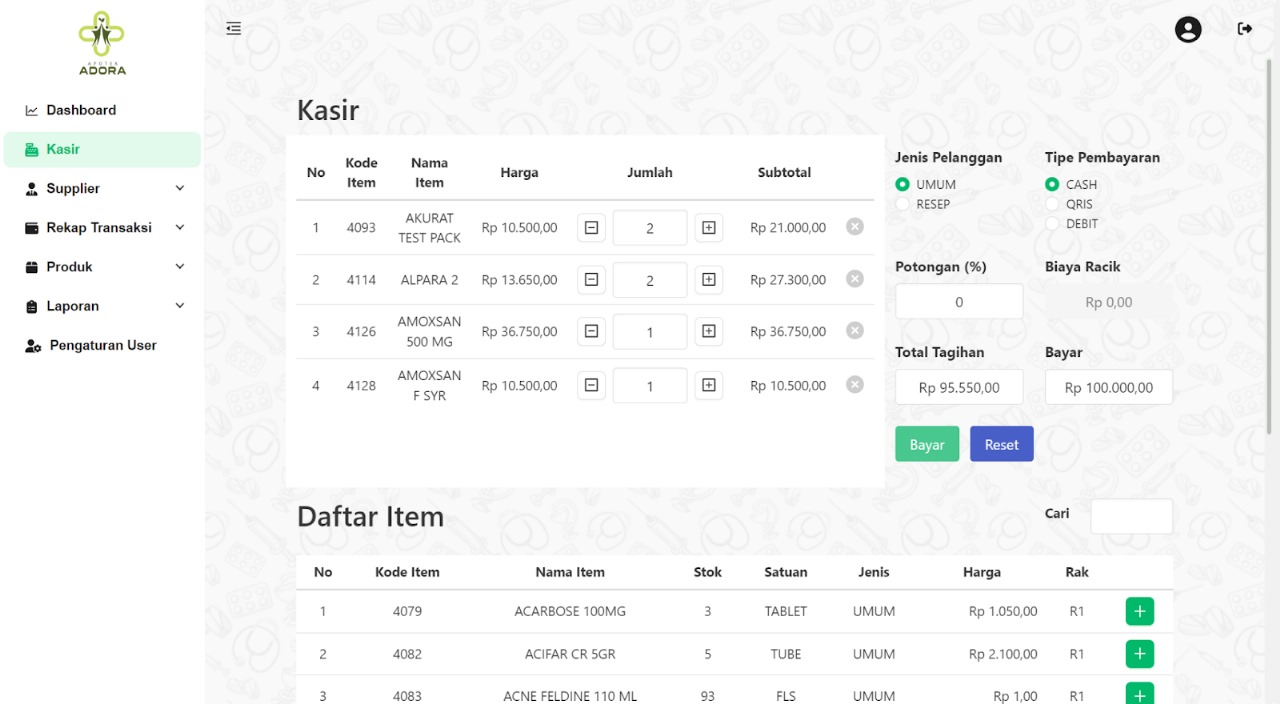 APOTEK
ADORA
Dashboard
Kasir
Supplier
Rekap Transaksi
Produk
Laporan
Pengaturan User
Kasir
No Kode Item Nama Item Harga Jumlah Subtotal
1 4093 AKURAT TEST PACK Rp 10.500,00 2 Rp 21.000,00
2 4114 ALPARA 2 Rp 13.650,00 2 Rp 27.300,00
3 4126 AMOXSAN 500 MG Rp 36.750,00 1 Rp 36.750,00
4 4128 AMOXSAN F SYR Rp 10.500,00 1 Rp 10.500,00
Jenis Pelanggan Tipe Pembayaran
UMUM CASH
RESEP QRIS
DEBIT
Potongan (%) Biaya Racik
0 Rp 0,00
Total Tagihan Bayar
Rp 95.550,00 Rp 100.000,00
Bayar Reset
Daftar Item Cari
No Kode Item Nama Item Stok Satuan Jenis Harga Rak
1 4079 ACARBOSE 100MG 3 TABLET UMUM Rp 1.050,00 R1
2 4082 ACIFAR CR 5GR 5 TUBE UMUM Rp 2.100,00 R1
3 4083 ACNE FELDINE 110 ML 93 FLS UMUM Rp 1,00 R1